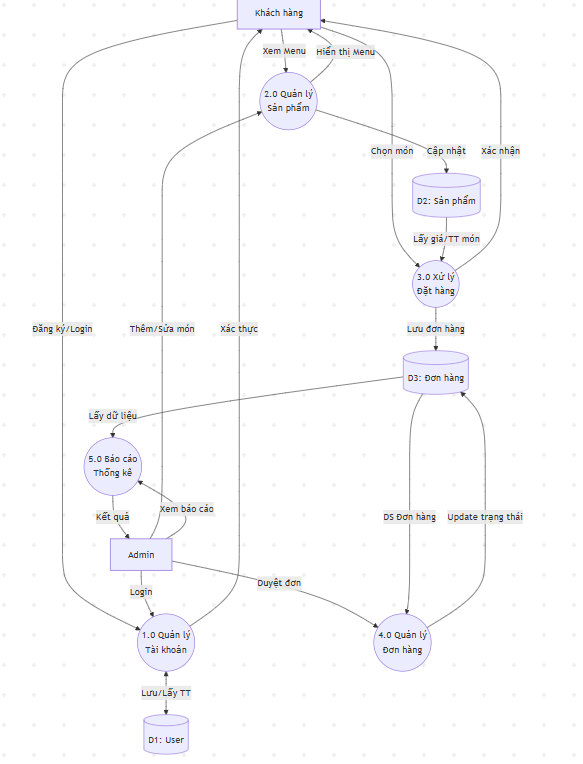 Khách hàng
Xem Menu
Hiển thị Menu
2.0 Quản lý
Sản phẩm
Chọn món
Cập nhật
Xác nhận
D2: Sản phẩm
Lấy giá/TT món
3.0 Xử lý
Đặt hàng
Đăng ký/Login
Thêm/Sửa món
Xác thực
Lưu đơn hàng
D3: Đơn hàng
Lấy dữ liệu
5.0 Báo cáo
Thống kê
Kết quả
Xem báo cáo
DS Đơn hàng
Update trạng thái
Admin
Login
Duyệt đơn
1.0 Quản lý
Tài khoản
4.0 Quản lý
Đơn hàng
Lưu/Lấy TT
D1: User